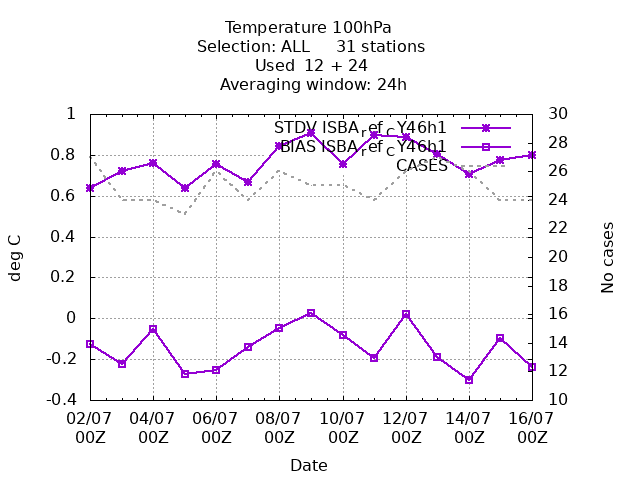 Temperature 100hPa
Selection: ALL 31 stations
Used 12 + 24
Averaging window: 24h
STDV ISBA_ref_CY46h1
BIAS ISBA_ref_CY46h1
CASES
1
0.8
0.6
0.4
0.2
0
-0.2
-0.4
deg C
30
28
26
24
22
20
18
16
14
12
10
No cases
02/07 04/07 06/07 08/07 10/07 12/07 14/07 16/07
00Z 00Z 00Z 00Z 00Z 00Z 00Z 00Z
Date